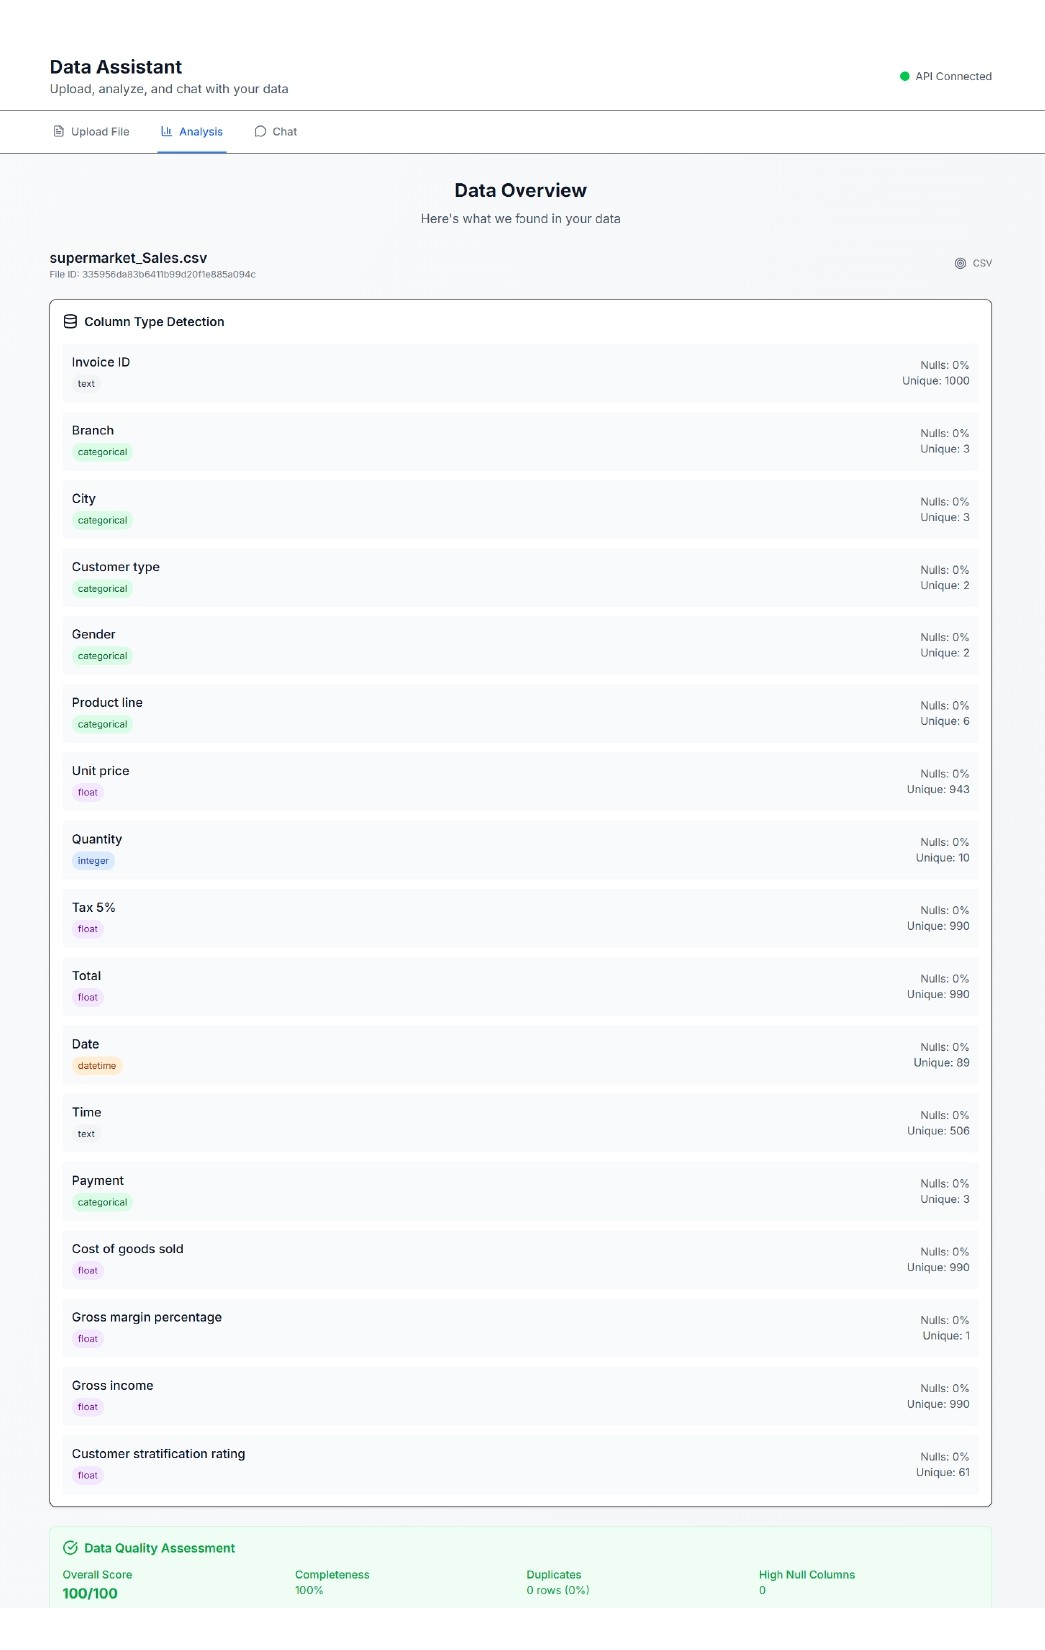 Data Assistant
Upload, analyze, and chat with your data
API Connected
Upload File
Analysis
Chat
Data Overview
Here's what we found in your data
supermarket_Sales.csv
File ID: 335956da83b6411b99d20f1e885a094c
CSV
Column Type Detection
Invoice ID
text
Nulls: 0%
Unique: 1000
Branch
categorical
Nulls: 0%
Unique: 3
City
categorical
Nulls: 0%
Unique: 3
Customer type
categorical
Nulls: 0%
Unique: 2
Gender
categorical
Nulls: 0%
Unique: 2
Product line
categorical
Nulls: 0%
Unique: 6
Unit price
float
Nulls: 0%
Unique: 943
Quantity
integer
Nulls: 0%
Unique: 10
Tax 5%
float
Nulls: 0%
Unique: 990
Total
float
Nulls: 0%
Unique: 990
Date
datetime
Nulls: 0%
Unique: 89
Time
text
Nulls: 0%
Unique: 506
Payment
categorical
Nulls: 0%
Unique: 3
Cost of goods sold
float
Nulls: 0%
Unique: 990
Gross margin percentage
float
Nulls: 0%
Unique: 1
Gross income
float
Nulls: 0%
Unique: 990
Customer stratification rating
float
Nulls: 0%
Unique: 61
Data Quality Assessment
Overall Score
100/100
Completeness
100%
Duplicates
0 rows (0%)
High Null Columns
0